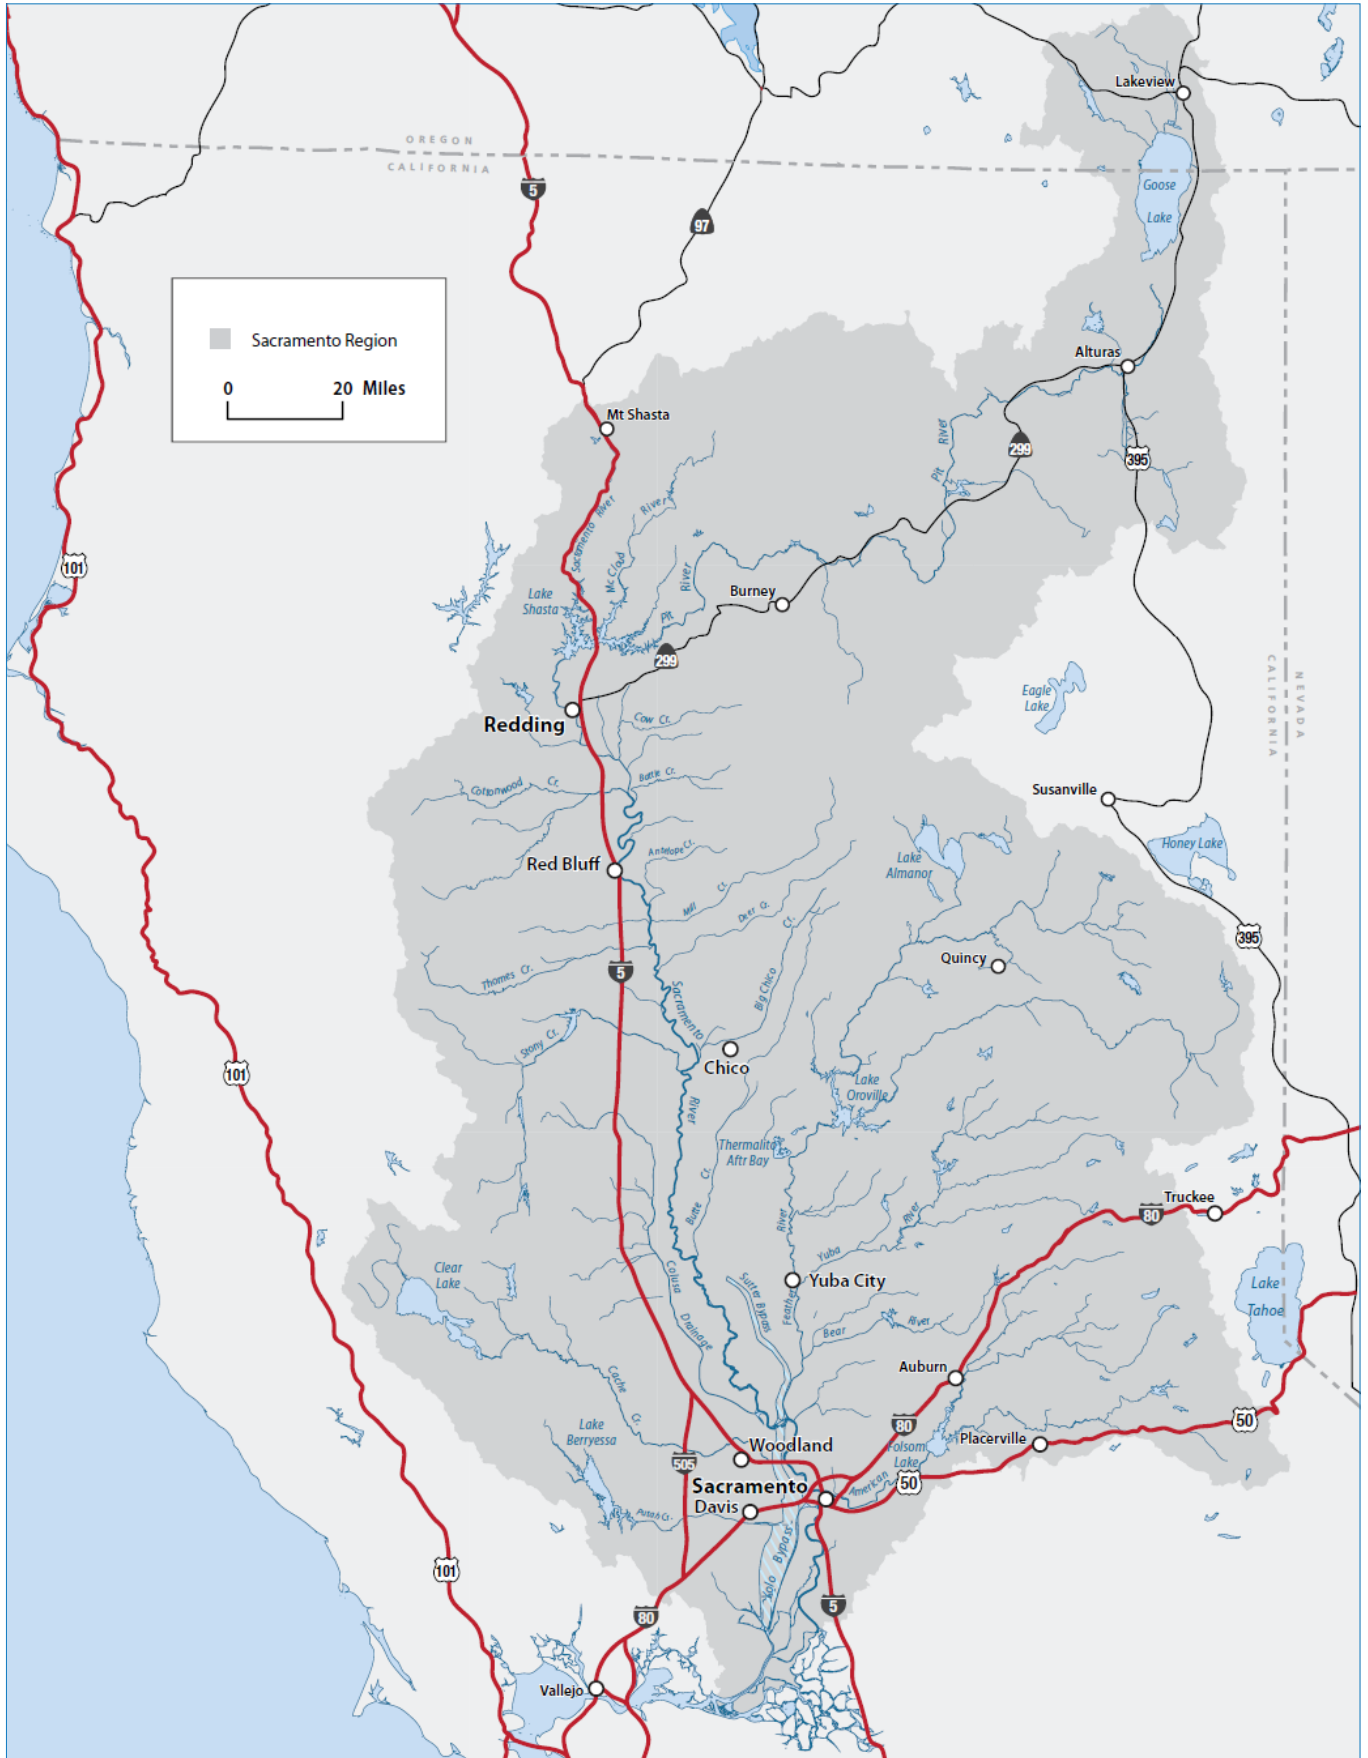 Lakeview
OREGON
CALIFORNIA
Goose
Lake
5
97
Sacramento Region
0 20 Miles
Alturas
Mt Shasta
299
395
Pit River
Sacramento River
Mc Cloud River
101
Lake
Shasta
Pit River
Burney
299
Eagle
Lake
CALIFORNIA
NEVADA
Redding
Cow Cr.
Cottonwood Cr.
Battle Cr.
Susanville
Honey Lake
Red Bluff
Antelope Cr.
Lake
Almanor
Mill Cr.
Deer Cr.
Big Chico Cr.
395
Quincy
Thomes Cr.
5
Sacramento River
Stony Cr.
Chico
101
Lake
Oroville
Thermalito
Aftr Bay
Butte Cr.
Truckee
80
Feather River
Yuba River
Clear
Lake
Colusa Drainage
Sutter Bypass
Yuba City
Lake
Tahoe
Bear River
Auburn
Cache Cr.
Lake
Berryessa
80
50
Placerville
Woodland
Folsom
Lake
505
Sacramento
American
50
Davis
Putah Cr.
Yolo Bypass
101
80
5
Vallejo